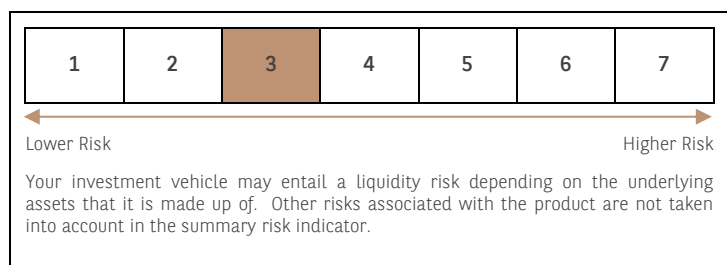 1 2 3 4 5 6 7
Lower Risk Higher Risk
Your investment vehicle may entail a liquidity risk depending on the underlying
assets that it is made up of. Other risks associated with the product are not taken
into account in the summary risk indicator.